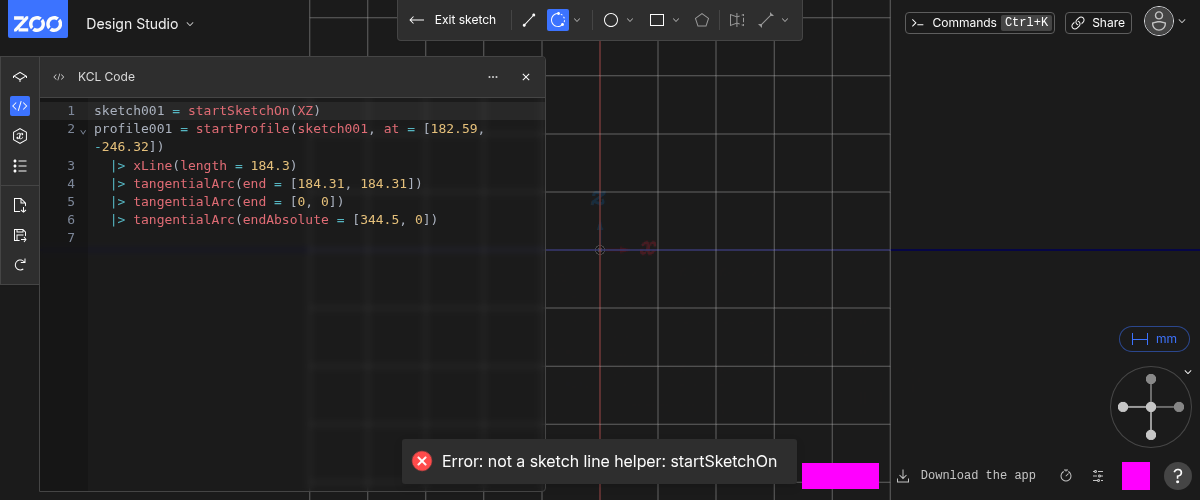 ZOO Design Studio
Exit sketch
Commands Ctrl+K
Share
KCL Code
1 sketch001 = startSketchOn(XZ)
2 profile001 = startProfile(sketch001, at = [182.59,
-246.32])
3 |> xLine(length = 184.3)
4 |> tangentialArc(end = [184.31, 184.31])
5 |> tangentialArc(end = [0, 0])
6 |> tangentialArc(endAbsolute = [344.5, 0])
7
z
x
mm
Error: not a sketch line helper: startSketchOn
Download the app
?